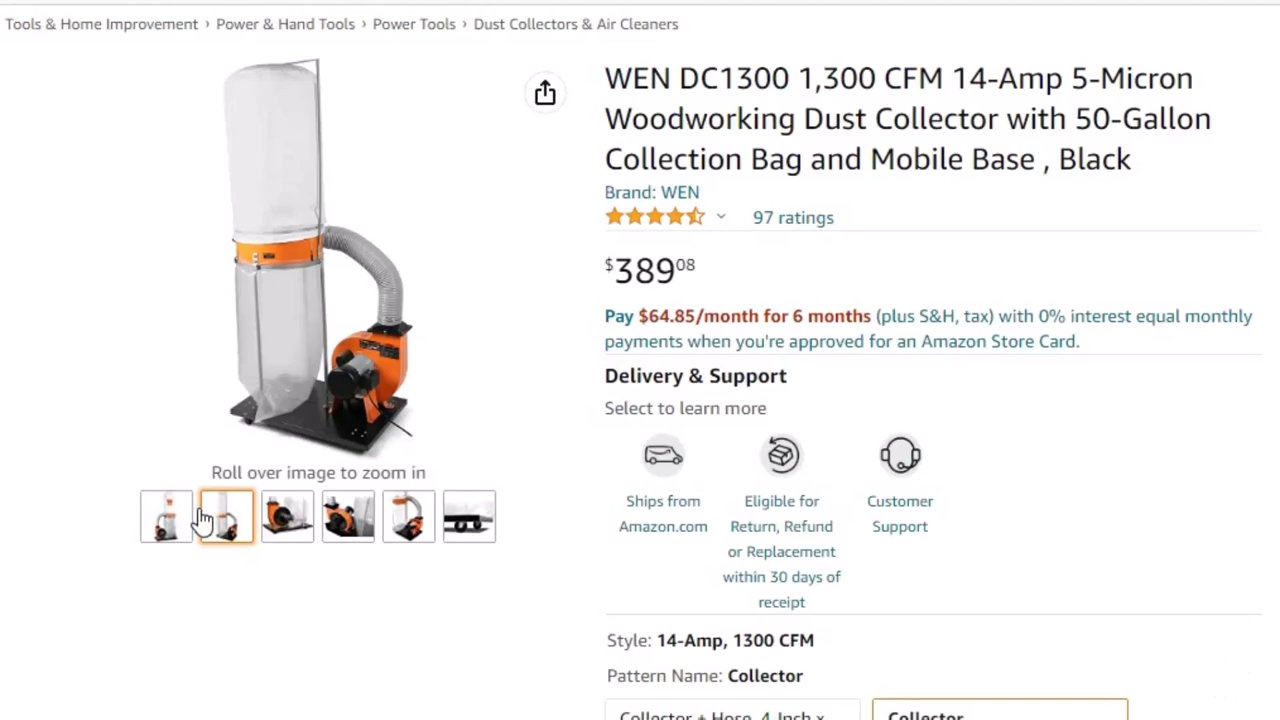 Tools & Home Improvement › Power & Hand Tools › Power Tools › Dust Collectors & Air Cleaners
WEN DC1300 1,300 CFM 14-Amp 5-Micron
Woodworking Dust Collector with 50-Gallon
Collection Bag and Mobile Base , Black
Brand: WEN
97 ratings
$38908
Pay $64.85/month for 6 months (plus S&H, tax) with 0% interest equal monthly
payments when you're approved for an Amazon Store Card.
Delivery & Support
Select to learn more
Ships from
Amazon.com
Eligible for
Return, Refund
or Replacement
within 30 days of
receipt
Customer
Support
Roll over image to zoom in
Style: 14-Amp, 1300 CFM
Pattern Name: Collector
Collector + Hose, 4-Inch x
Collector